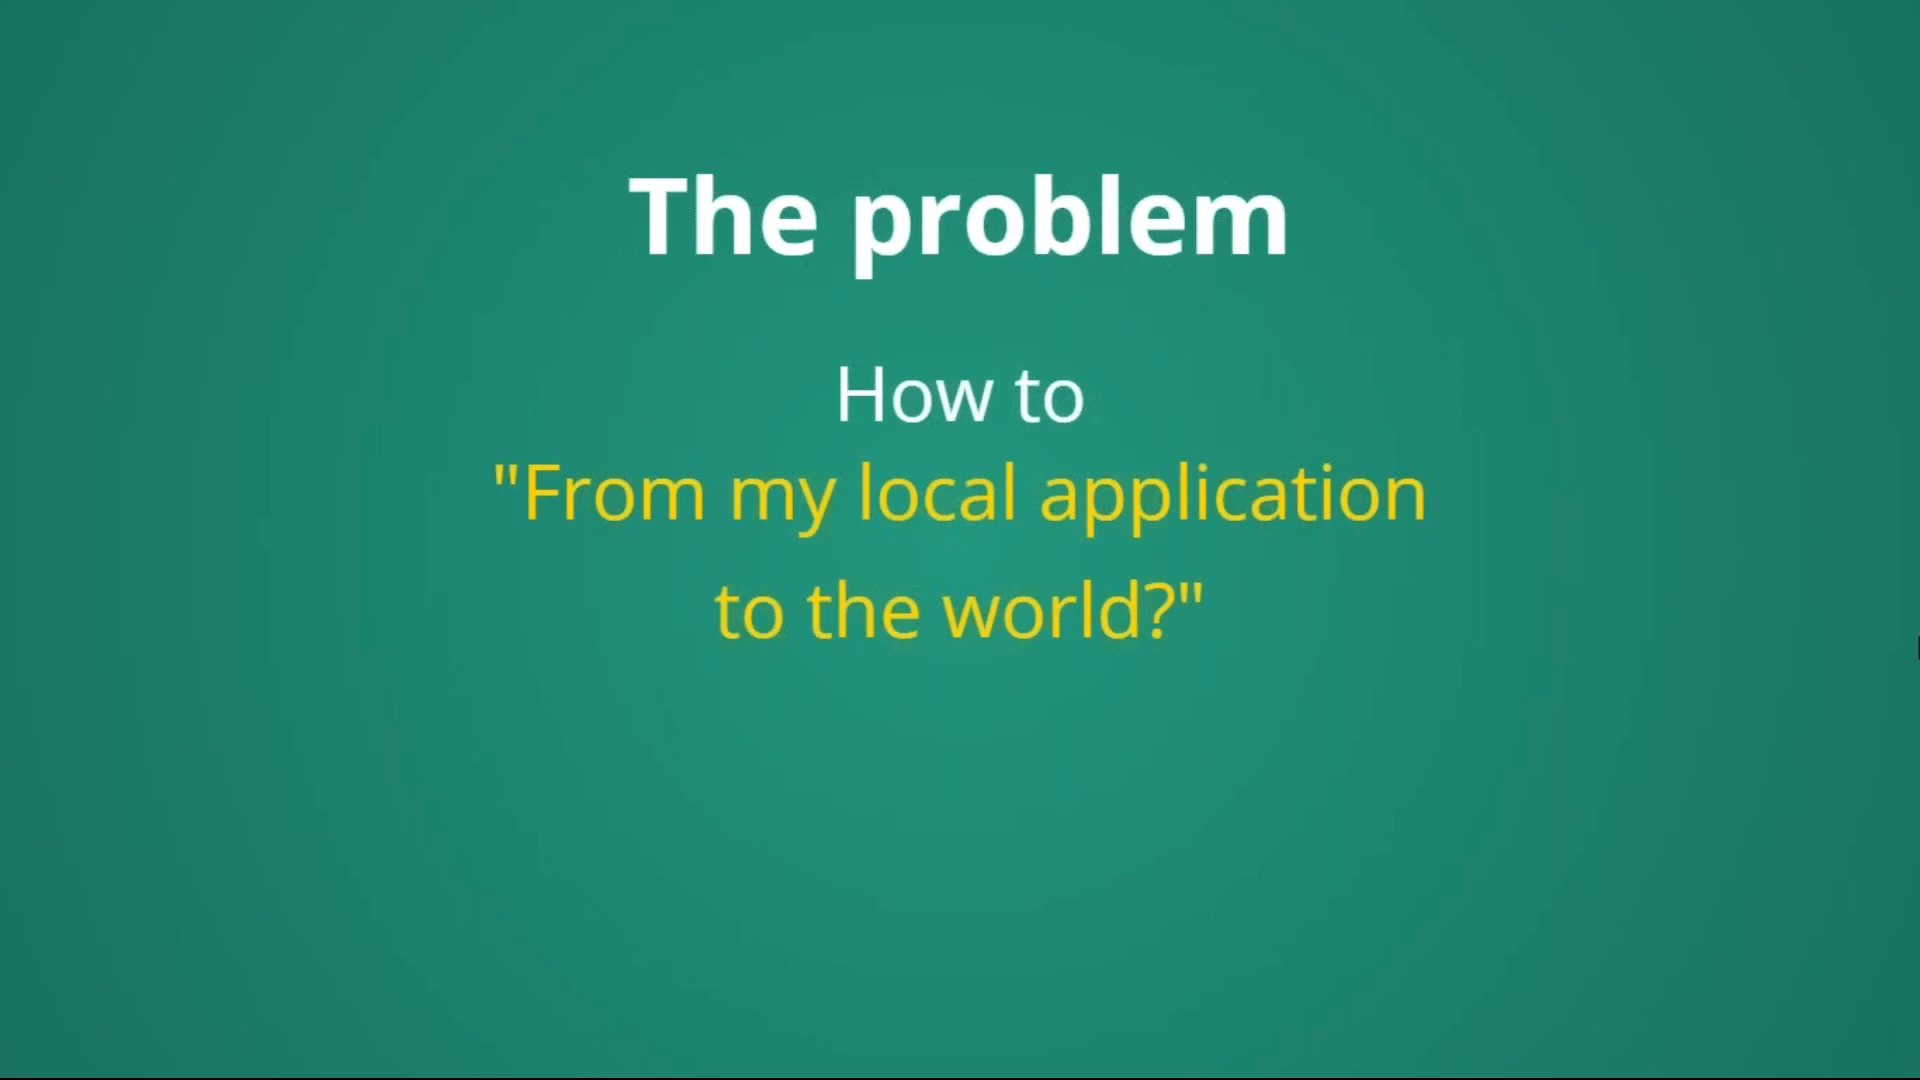 The problem
How to
"From my local application
to the world?"